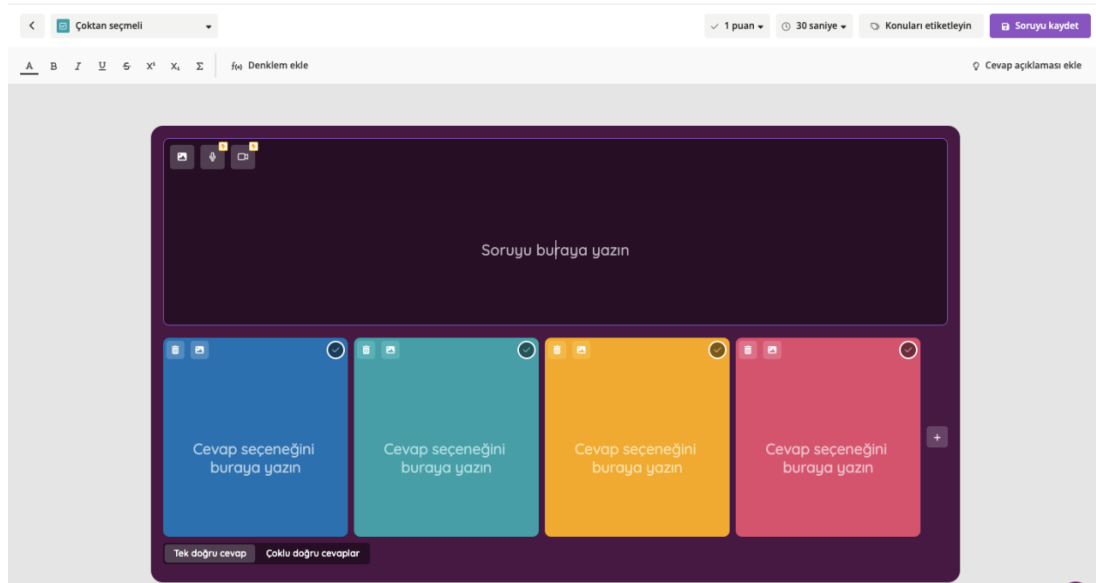 Çoktan seçmeli
1 puan
30 saniye
Konuları etiketleyin
Soruyu kaydet
A B I U S X² X₂ Σ f(x) Denklem ekle
Cevap açıklaması ekle
Soruyu buraya yazın
Cevap seçeneğini
buraya yazın
Cevap seçeneğini
buraya yazın
Cevap seçeneğini
buraya yazın
Cevap seçeneğini
buraya yazın
+
Tek doğru cevap
Çoklu doğru cevaplar